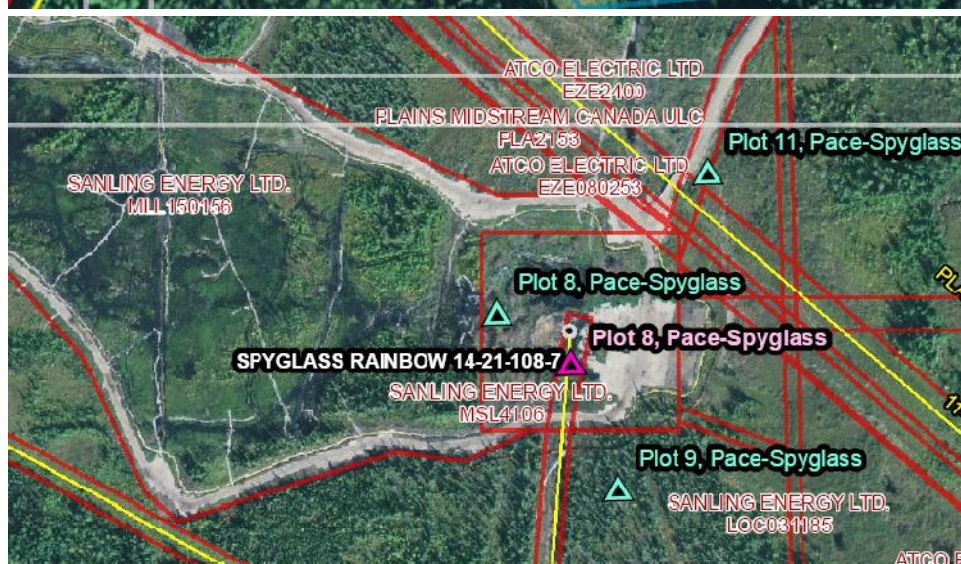 ATCO ELECTRIC LTD
EZE2400
PLAINS MIDSTREAM CANADA ULC
PLA2153
ATCO ELECTRIC LTD
EZE080253
Plot 11, Pace-Spyglass
SANLING ENERGY LTD.
MLL150156
Plot 8, Pace-Spyglass
Plot 8, Pace-Spyglass
SPYGLASS RAINBOW 14-21-108-7
SANLING ENERGY LTD.
MSL4106
Plot 9, Pace-Spyglass
SANLING ENERGY LTD.
LOC031185
ATCO